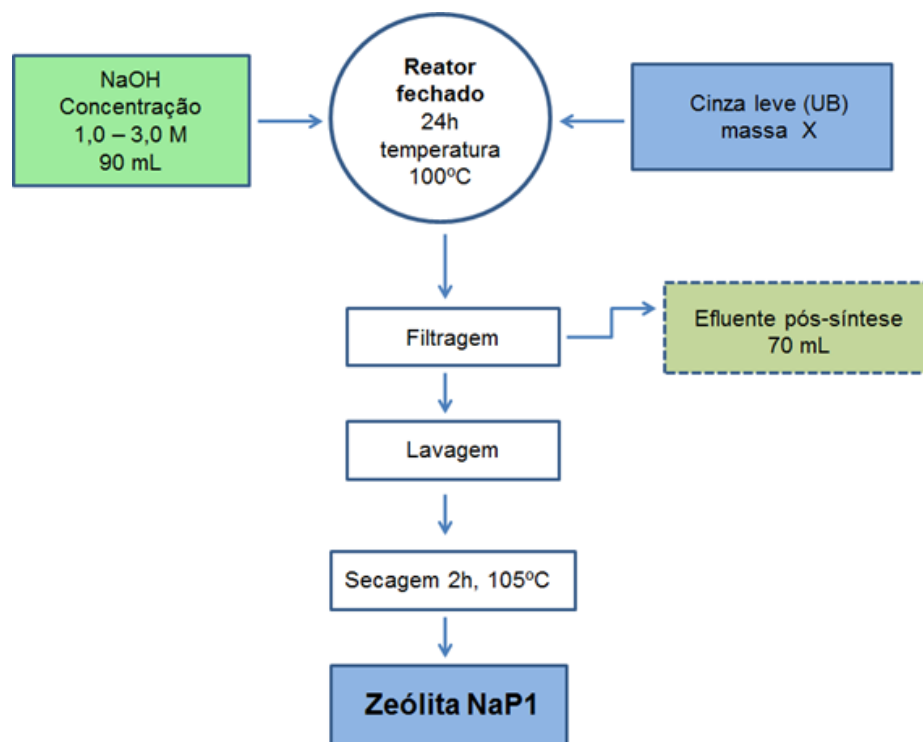 NaOH
Concentração
1,0 – 3,0 M
90 mL
Reator
fechado
24h
temperatura
100ºC
Cinza leve (UB)
massa X
Filtragem
Efluente pós-síntese
70 mL
Lavagem
Secagem 2h, 105ºC
Zeólita NaP1